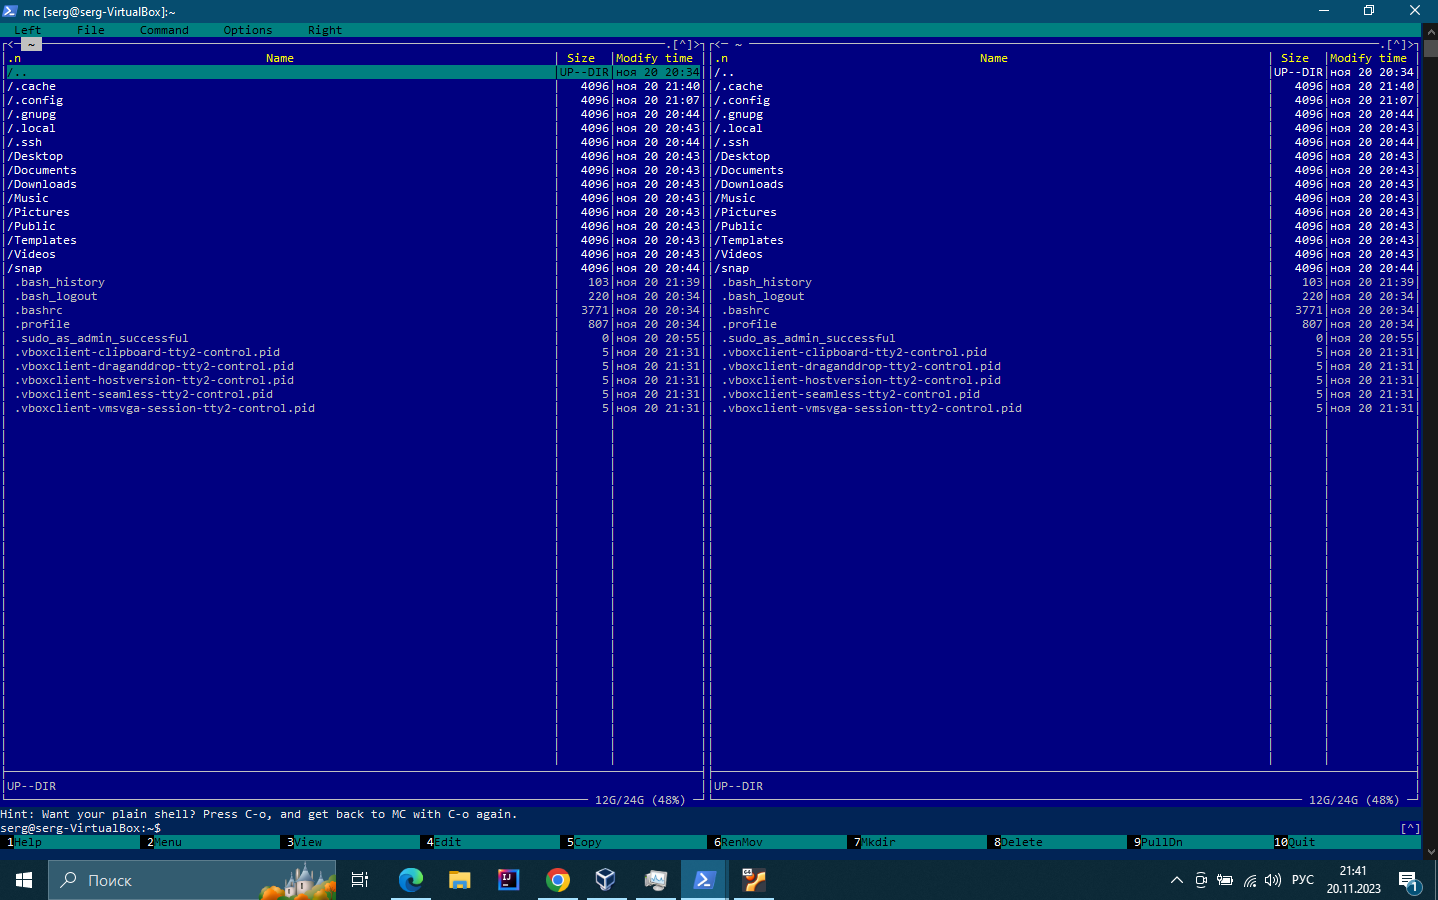 mc [serg@serg-VirtualBox]:~
Left File Command Options Right
<─ ~ ─.[^]> <─ ~ ─.[^]>
.n Name Size Modify time .n Name Size Modify time
/.. UP--DIR ноя 20 20:34 /.. UP--DIR ноя 20 20:34
/.cache 4096 ноя 20 21:40 /.cache 4096 ноя 20 21:40
/.config 4096 ноя 20 21:07 /.config 4096 ноя 20 21:07
/.gnupg 4096 ноя 20 20:44 /.gnupg 4096 ноя 20 20:44
/.local 4096 ноя 20 20:43 /.local 4096 ноя 20 20:43
/.ssh 4096 ноя 20 20:44 /.ssh 4096 ноя 20 20:44
/Desktop 4096 ноя 20 20:43 /Desktop 4096 ноя 20 20:43
/Documents 4096 ноя 20 20:43 /Documents 4096 ноя 20 20:43
/Downloads 4096 ноя 20 20:43 /Downloads 4096 ноя 20 20:43
/Music 4096 ноя 20 20:43 /Music 4096 ноя 20 20:43
/Pictures 4096 ноя 20 20:43 /Pictures 4096 ноя 20 20:43
/Public 4096 ноя 20 20:43 /Public 4096 ноя 20 20:43
/Templates 4096 ноя 20 20:43 /Templates 4096 ноя 20 20:43
/Videos 4096 ноя 20 20:43 /Videos 4096 ноя 20 20:43
/snap 4096 ноя 20 20:44 /snap 4096 ноя 20 20:44
.bash_history 103 ноя 20 21:39 .bash_history 103 ноя 20 21:39
.bash_logout 220 ноя 20 20:34 .bash_logout 220 ноя 20 20:34
.bashrc 3771 ноя 20 20:34 .bashrc 3771 ноя 20 20:34
.profile 807 ноя 20 20:34 .profile 807 ноя 20 20:34
.sudo_as_admin_successful 0 ноя 20 20:55 .sudo_as_admin_successful 0 ноя 20 20:55
.vboxclient-clipboard-tty2-control.pid 5 ноя 20 21:31 .vboxclient-clipboard-tty2-control.pid 5 ноя 20 21:31
.vboxclient-draganddrop-tty2-control.pid 5 ноя 20 21:31 .vboxclient-draganddrop-tty2-control.pid 5 ноя 20 21:31
.vboxclient-hostversion-tty2-control.pid 5 ноя 20 21:31 .vboxclient-hostversion-tty2-control.pid 5 ноя 20 21:31
.vboxclient-seamless-tty2-control.pid 5 ноя 20 21:31 .vboxclient-seamless-tty2-control.pid 5 ноя 20 21:31
.vboxclient-vmsvga-session-tty2-control.pid 5 ноя 20 21:31 .vboxclient-vmsvga-session-tty2-control.pid 5 ноя 20 21:31
UP--DIR UP--DIR
12G/24G (48%) 12G/24G (48%)
Hint: Want your plain shell? Press C-o, and get back to MC with C-o again.
serg@serg-VirtualBox:~$ [^]
1Help 2Menu 3View 4Edit 5Copy 6RenMov 7Mkdir 8Delete 9PullDn 10Quit
Поиск
РУС
21:41
20.11.2023
1